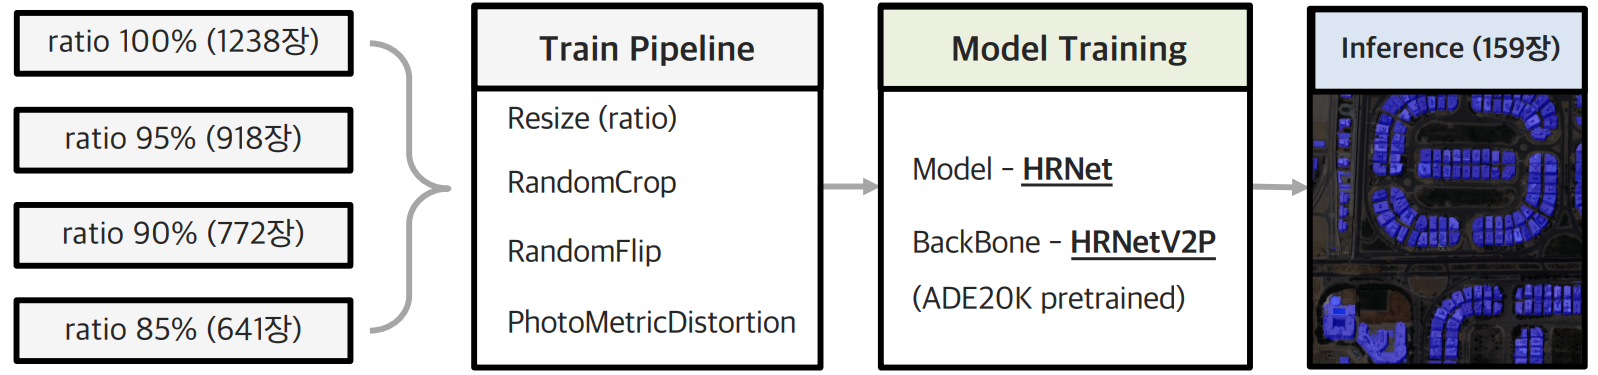 ratio 100% (1238장)
ratio 95% (918장)
ratio 90% (772장)
ratio 85% (641장)
Train Pipeline
Resize (ratio)
RandomCrop
RandomFlip
PhotoMetricDistortion
Model Training
Model - HRNet
BackBone - HRNetV2P
(ADE20K pretrained)
Inference (159장)